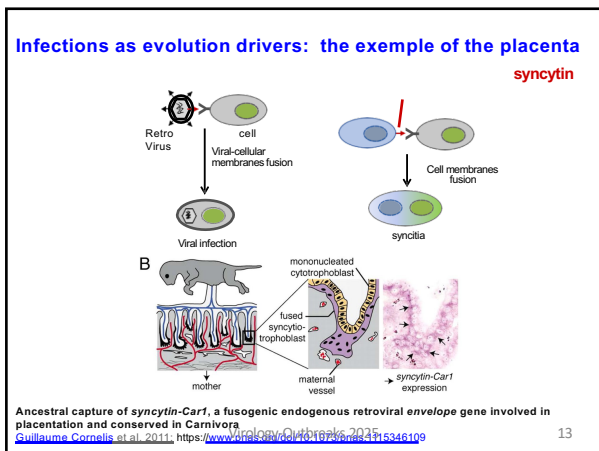 Infections as evolution drivers: the exemple of the placenta
syncytin
Retro
Virus
cell
Viral-cellular
membranes fusion
Viral infection
Cell membranes
fusion
syncitia
B
mother
mononucleated
cytotrophoblast
fused
syncytio-
trophoblast
maternal
vessel
syncytin-Car1
expression
Ancestral capture of syncytin-Car1, a fusogenic endogenous retroviral envelope gene involved in
placentation and conserved in Carnivora
Guillaume Cornelis et al. 2011; https://www.pnas.org/doi/10.1073/pnas.1115346109
Virology-Outbreaks 2025
13